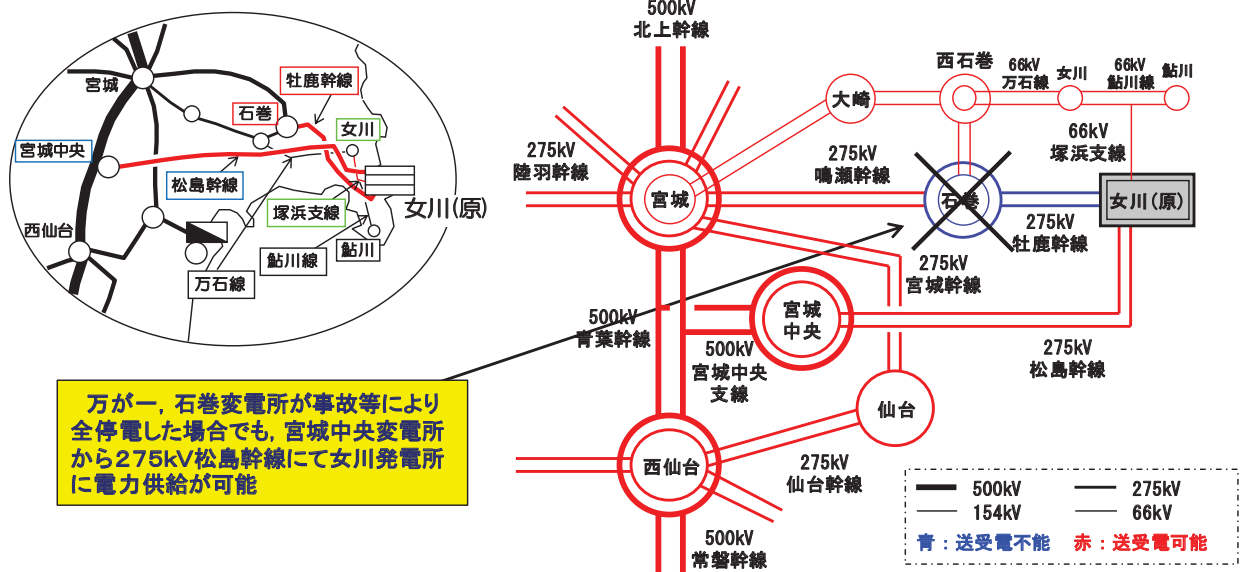 宮城
宮城中央
西仙台
石巻
牡鹿幹線
女川
松島幹線
塚浜支線
女川(原)
鮎川線
鮎川
万石線
500kV
北上幹線
275kV
陸羽幹線
宮城
大崎
西石巻
66kV
万石線
女川
66kV
鮎川線
鮎川
66kV
塚浜支線
275kV
鳴瀬幹線
石巻
275kV
牡鹿幹線
女川(原)
275kV
宮城幹線
500kV
青葉幹線
宮城
中央
500kV
宮城中央
支線
275kV
松島幹線
仙台
西仙台
275kV
仙台幹線
500kV
常磐幹線
万が一,石巻変電所が事故等により
全停電した場合でも,宮城中央変電所
から275kV松島幹線にて女川発電所
に電力供給が可能
500kV 275kV
154kV 66kV
青:送受電不能 赤:送受電可能